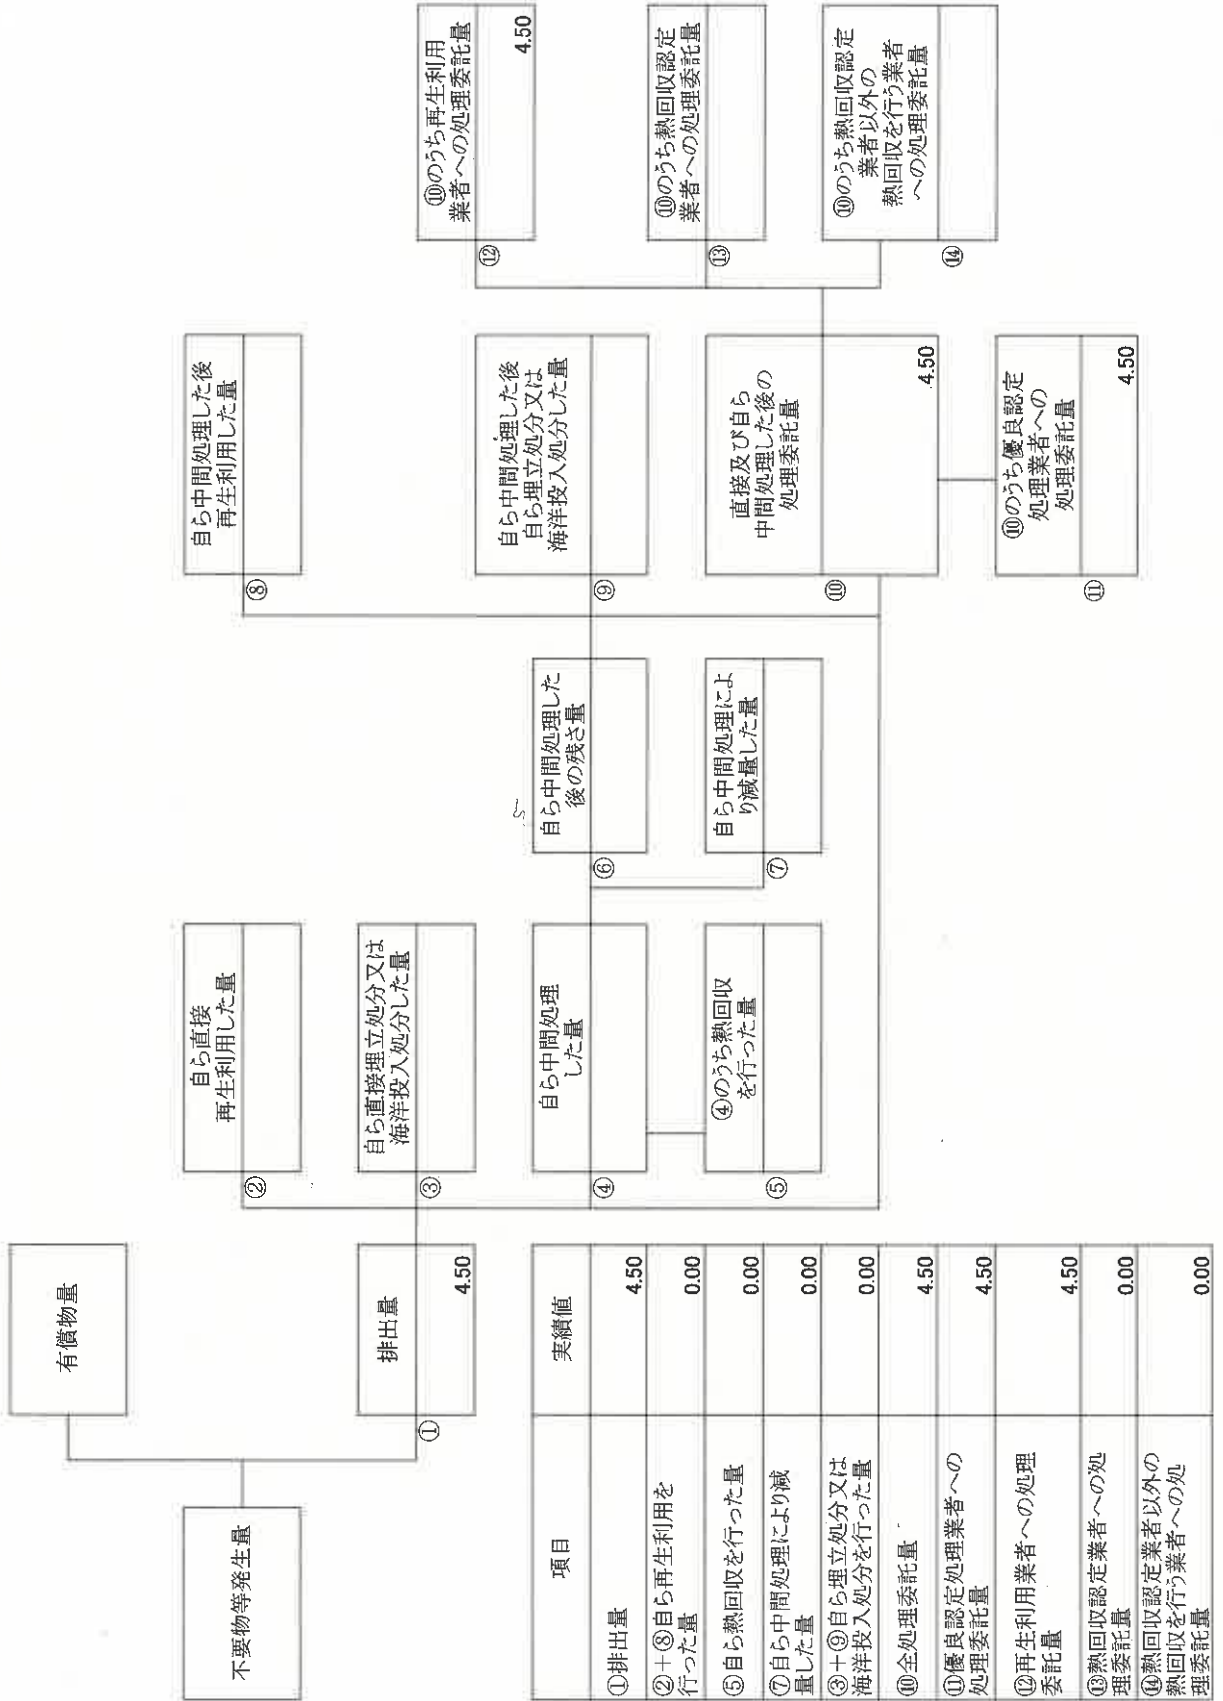 有償物量
不要物等発生量
①
排出量
4.50
②
自ら直接
再生利用した量
③
自ら直接埋立処分又は
海洋投入処分した量
④
自ら中間処理
した量
⑤
④のうち熱回収
を行った量
⑥
自ら中間処理した
後の残さ量
⑦
自ら中間処理によ
り減量した量
⑧
自ら中間処理した後
再生利用した量
⑨
自ら中間処理した後
自ら埋立処分又は
海洋投入処分した量
⑩
直接及び自ら
中間処理した後の
処理委託量
4.50
⑪
⑩のうち優良認定
処理業者への
処理委託量
4.50
⑫
⑩のうち再生利用
業者への処理委託量
4.50
⑬
⑩のうち熱回収認定
業者への処理委託量
⑭
⑩のうち熱回収認定
業者以外の
熱回収を行う業者
への処理委託量
項目 実績値
①排出量 4.50
②+⑧自ら再生利用を
行った量 0.00
⑤自ら熱回収を行った量 0.00
⑦自ら中間処理により減
量した量 0.00
③+⑨自ら埋立処分又は
海洋投入処分を行った量 0.00
⑩全処理委託量 4.50
⑪優良認定処理業者への
処理委託量 4.50
⑫再生利用業者への処理
委託量 4.50
⑬熱回収認定業者への処
理委託量 0.00
⑭熱回収認定業者以外の
熱回収を行う業者への処
理委託量 0.00